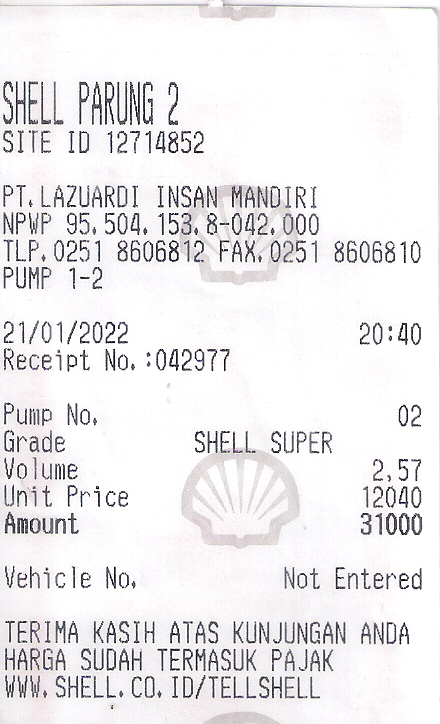 SHELL PARUNG 2
SITE ID 12714852
PT.LAZUARDI INSAN MANDIRI
NPWP 95.504.153.8-042.000
TLP.0251 8606812 FAX.0251 8606810
PUMP 1-2
21/01/2022 20:40
Receipt No.:042977
Pump No. 02
Grade SHELL SUPER
Volume 2,57
Unit Price 12040
Amount 31000
Vehicle No. Not Entered
TERIMA KASIH ATAS KUNJUNGAN ANDA
HARGA SUDAH TERMASUK PAJAK
WWW.SHELL.CO.ID/TELLSHELL